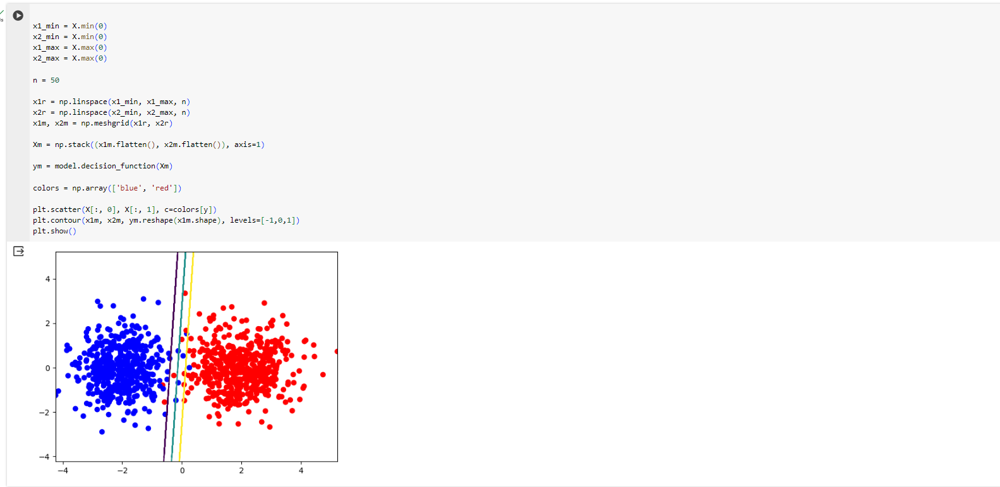 x1_min = X.min(0)
x2_min = X.min(0)
x1_max = X.max(0)
x2_max = X.max(0)
n = 50
x1r = np.linspace(x1_min, x1_max, n)
x2r = np.linspace(x2_min, x2_max, n)
x1m, x2m = np.meshgrid(x1r, x2r)
Xm = np.stack((x1m.flatten(), x2m.flatten()), axis=1)
ym = model.decision_function(Xm)
colors = np.array(['blue', 'red'])
plt.scatter(X[:, 0], X[:, 1], c=colors[y])
plt.contour(x1m, x2m, ym.reshape(x1m.shape), levels=[-1,0,1])
plt.show()
4
2
0
−2
−4
−4 −2 0 2 4